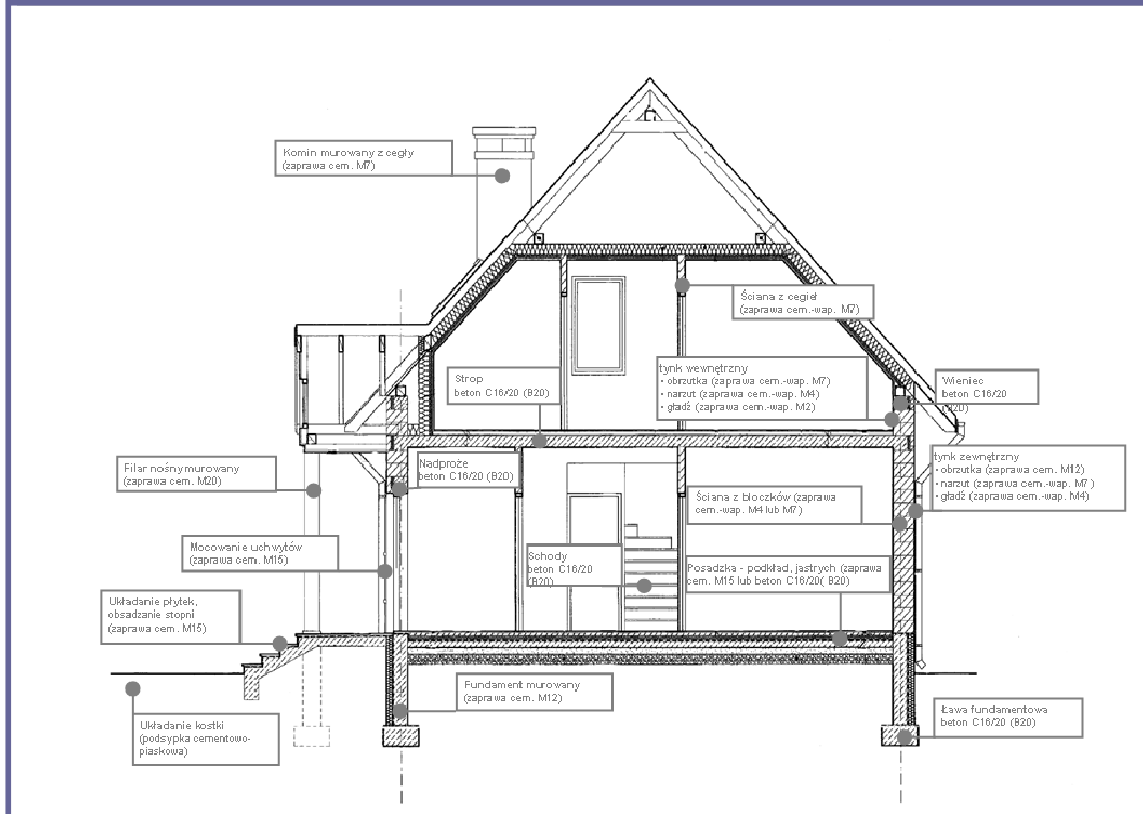 Komin murowany z cegły
(zaprawa cem. M7)
Ściana z cegieł
(zaprawa cem.-wap. M7)
Strop
beton C16/20 (B20)
tynk wewnętrzny
- obrzutka (zaprawa cem.-wap. M7)
- narzut (zaprawa cem.-wap. M4)
- gładź (zaprawa cem.-wap. M2)
Wieniec
beton C16/20
(B20)
Filar nośny murowany
(zaprawa cem. M20)
Nadproże
beton C16/20 (B20)
tynk zewnętrzny
- obrzutka (zaprawa cem. M12)
- narzut (zaprawa cem.-wap. M7 )
- gładź (zaprawa cem.-wap. M4)
Ściana z bloczków (zaprawa
cem.-wap. M4 lub M7)
Mocowanie uchwytów
(zaprawa cem. M15)
Schody
beton C16/20
(B20)
Posadzka - podkład, jastrych (zaprawa
cem. M15 lub beton C16/20( B20)
Układanie płytek,
obsadzanie stopni
(zaprawa cem. M15)
Fundament murowany
(zaprawa cem. M12)
Ława fundamentowa
beton C16/20 (B20)
Układanie kostki
(podsypka cementowo-
piaskowa)